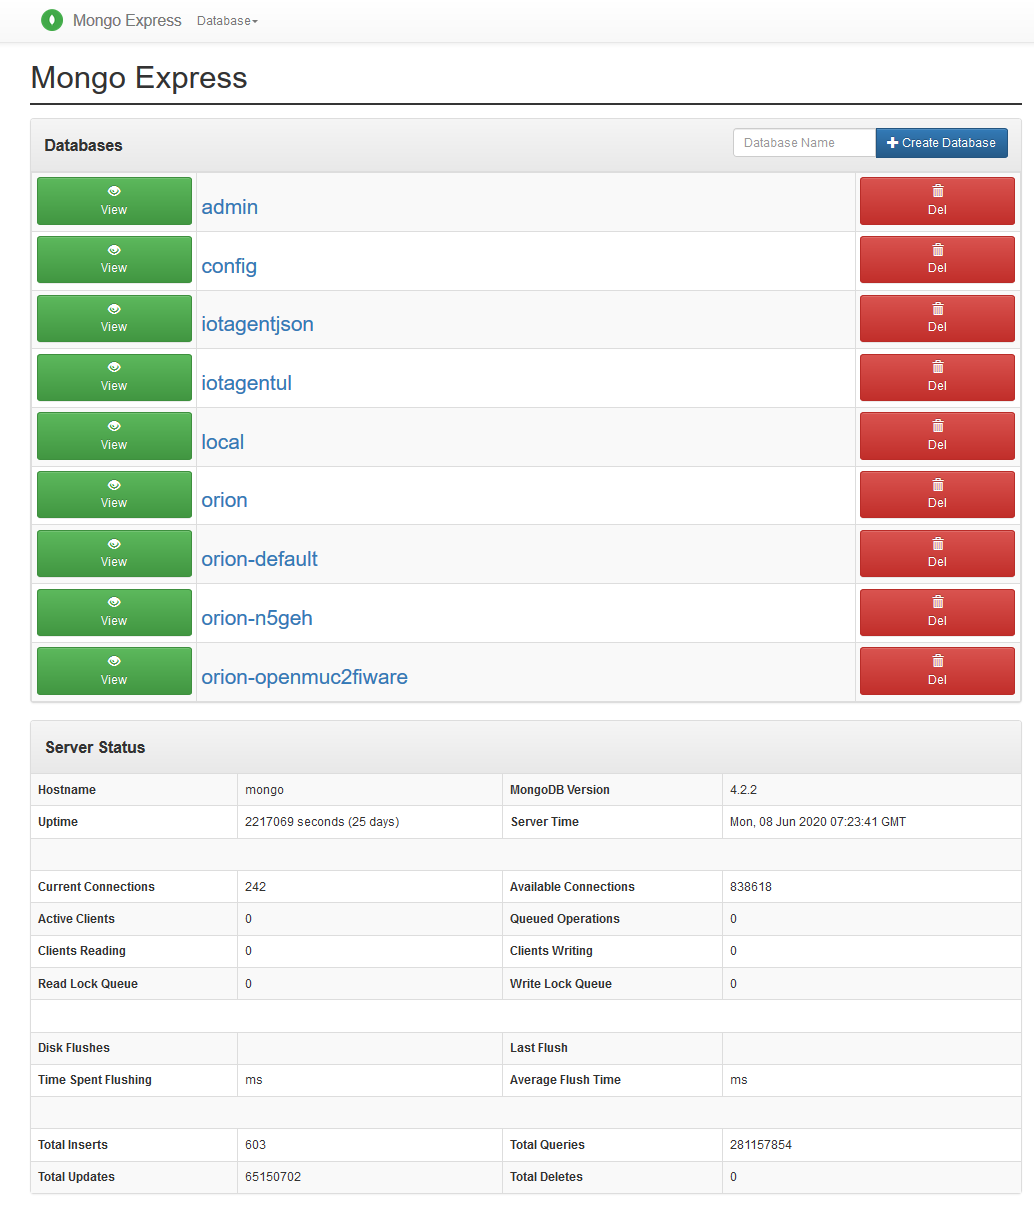 Mongo Express Database
Mongo Express
Databases Database Name Create Database
View admin Del
View config Del
View iotagentjson Del
View iotagentul Del
View local Del
View orion Del
View orion-default Del
View orion-n5geh Del
View orion-openmuc2fiware Del
Server Status
Hostname mongo MongoDB Version 4.2.2
Uptime 2217069 seconds (25 days) Server Time Mon, 08 Jun 2020 07:23:41 GMT
Current Connections 242 Available Connections 838618
Active Clients 0 Queued Operations 0
Clients Reading 0 Clients Writing 0
Read Lock Queue 0 Write Lock Queue 0
Disk Flushes Last Flush
Time Spent Flushing ms Average Flush Time ms
Total Inserts 603 Total Queries 281157854
Total Updates 65150702 Total Deletes 0